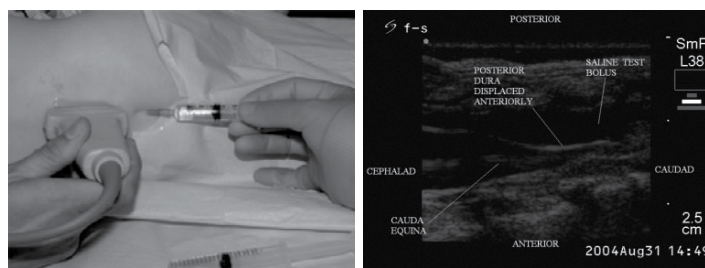 f-s
POSTERIOR
SmP
L38
POSTERIOR
DURA
DISPLACED
ANTERIORLY
SALINE TEST
BOLUS
CEPHALAD
CAUDAD
CAUDA
EQUINA
2.5
cm
ANTERIOR
2004Aug31 14:49